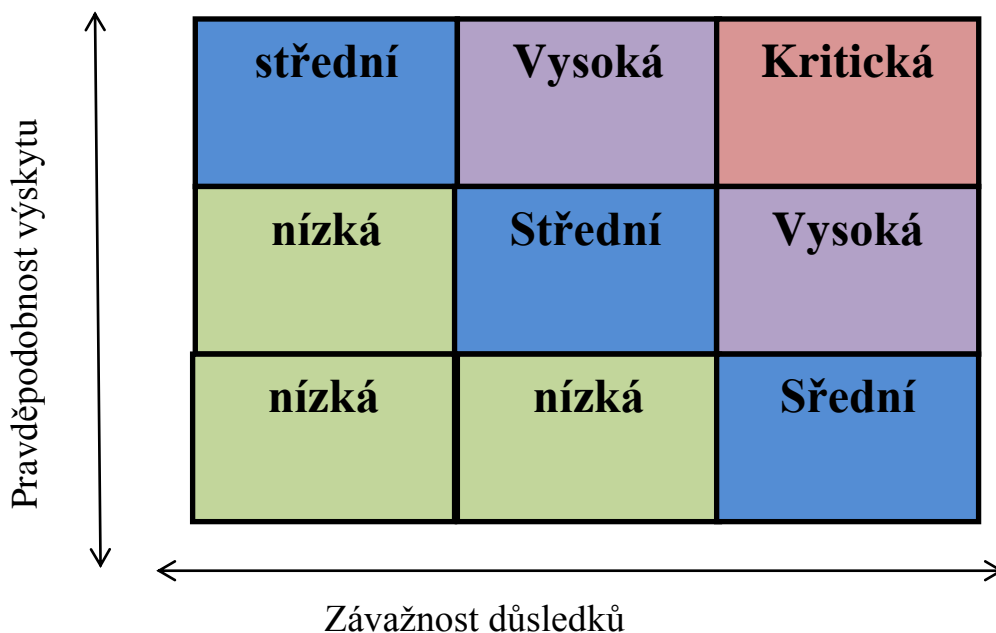 Pravděpodobnost výskytu
střední Vysoká Kritická
nízká Střední Vysoká
nízká nízká Sřední
Závažnost důsledků